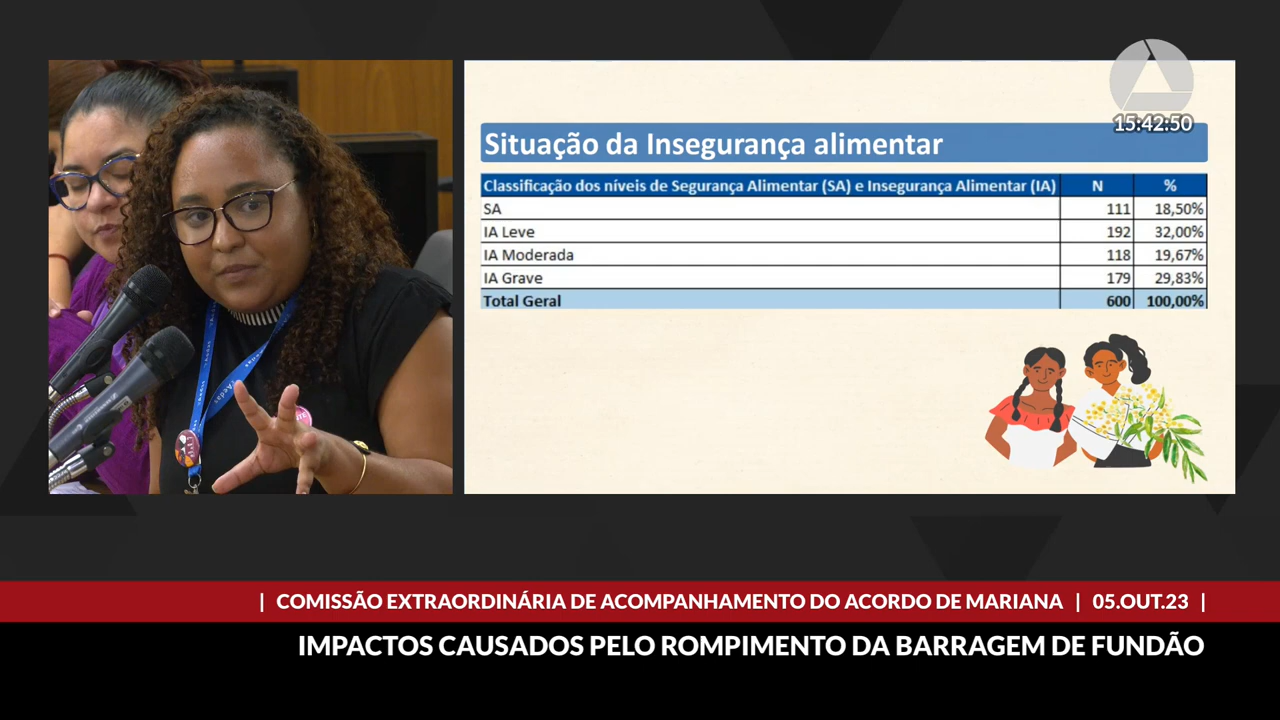 15:42:50
Situação da Insegurança alimentar
Classificação dos níveis de Segurança Alimentar (SA) e Insegurança Alimentar (IA) N %
SA 111 18,50%
IA Leve 192 32,00%
IA Moderada 118 19,67%
IA Grave 179 29,83%
Total Geral 600 100,00%
Aedas
| COMISSÃO EXTRAORDINÁRIA DE ACOMPANHAMENTO DO ACORDO DE MARIANA | 05.OUT.23 |
IMPACTOS CAUSADOS PELO ROMPIMENTO DA BARRAGEM DE FUNDÃO